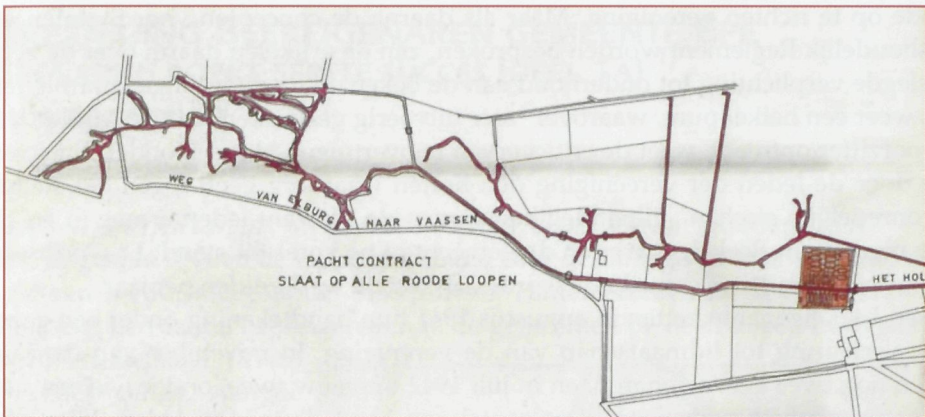 WEG VAN ELBURG NAAR VAASSEN
PACHT CONTRACT
SLAAT OP ALLE ROODE LOOPEN
HET HOL